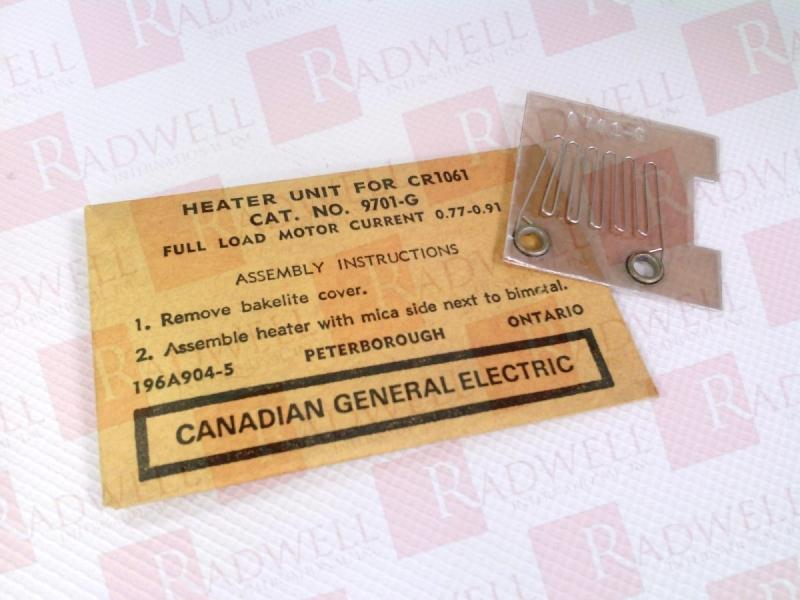 HEATER UNIT FOR CR1061
CAT. NO. 9701-G
FULL LOAD MOTOR CURRENT 0.77-0.91
ASSEMBLY INSTRUCTIONS
1. Remove bakelite cover.
2. Assemble heater with mica side next to bimetal.
196A904-5 PETERBOROUGH ONTARIO
CANADIAN GENERAL ELECTRIC
RADWELL
INTERNATIONAL, INC